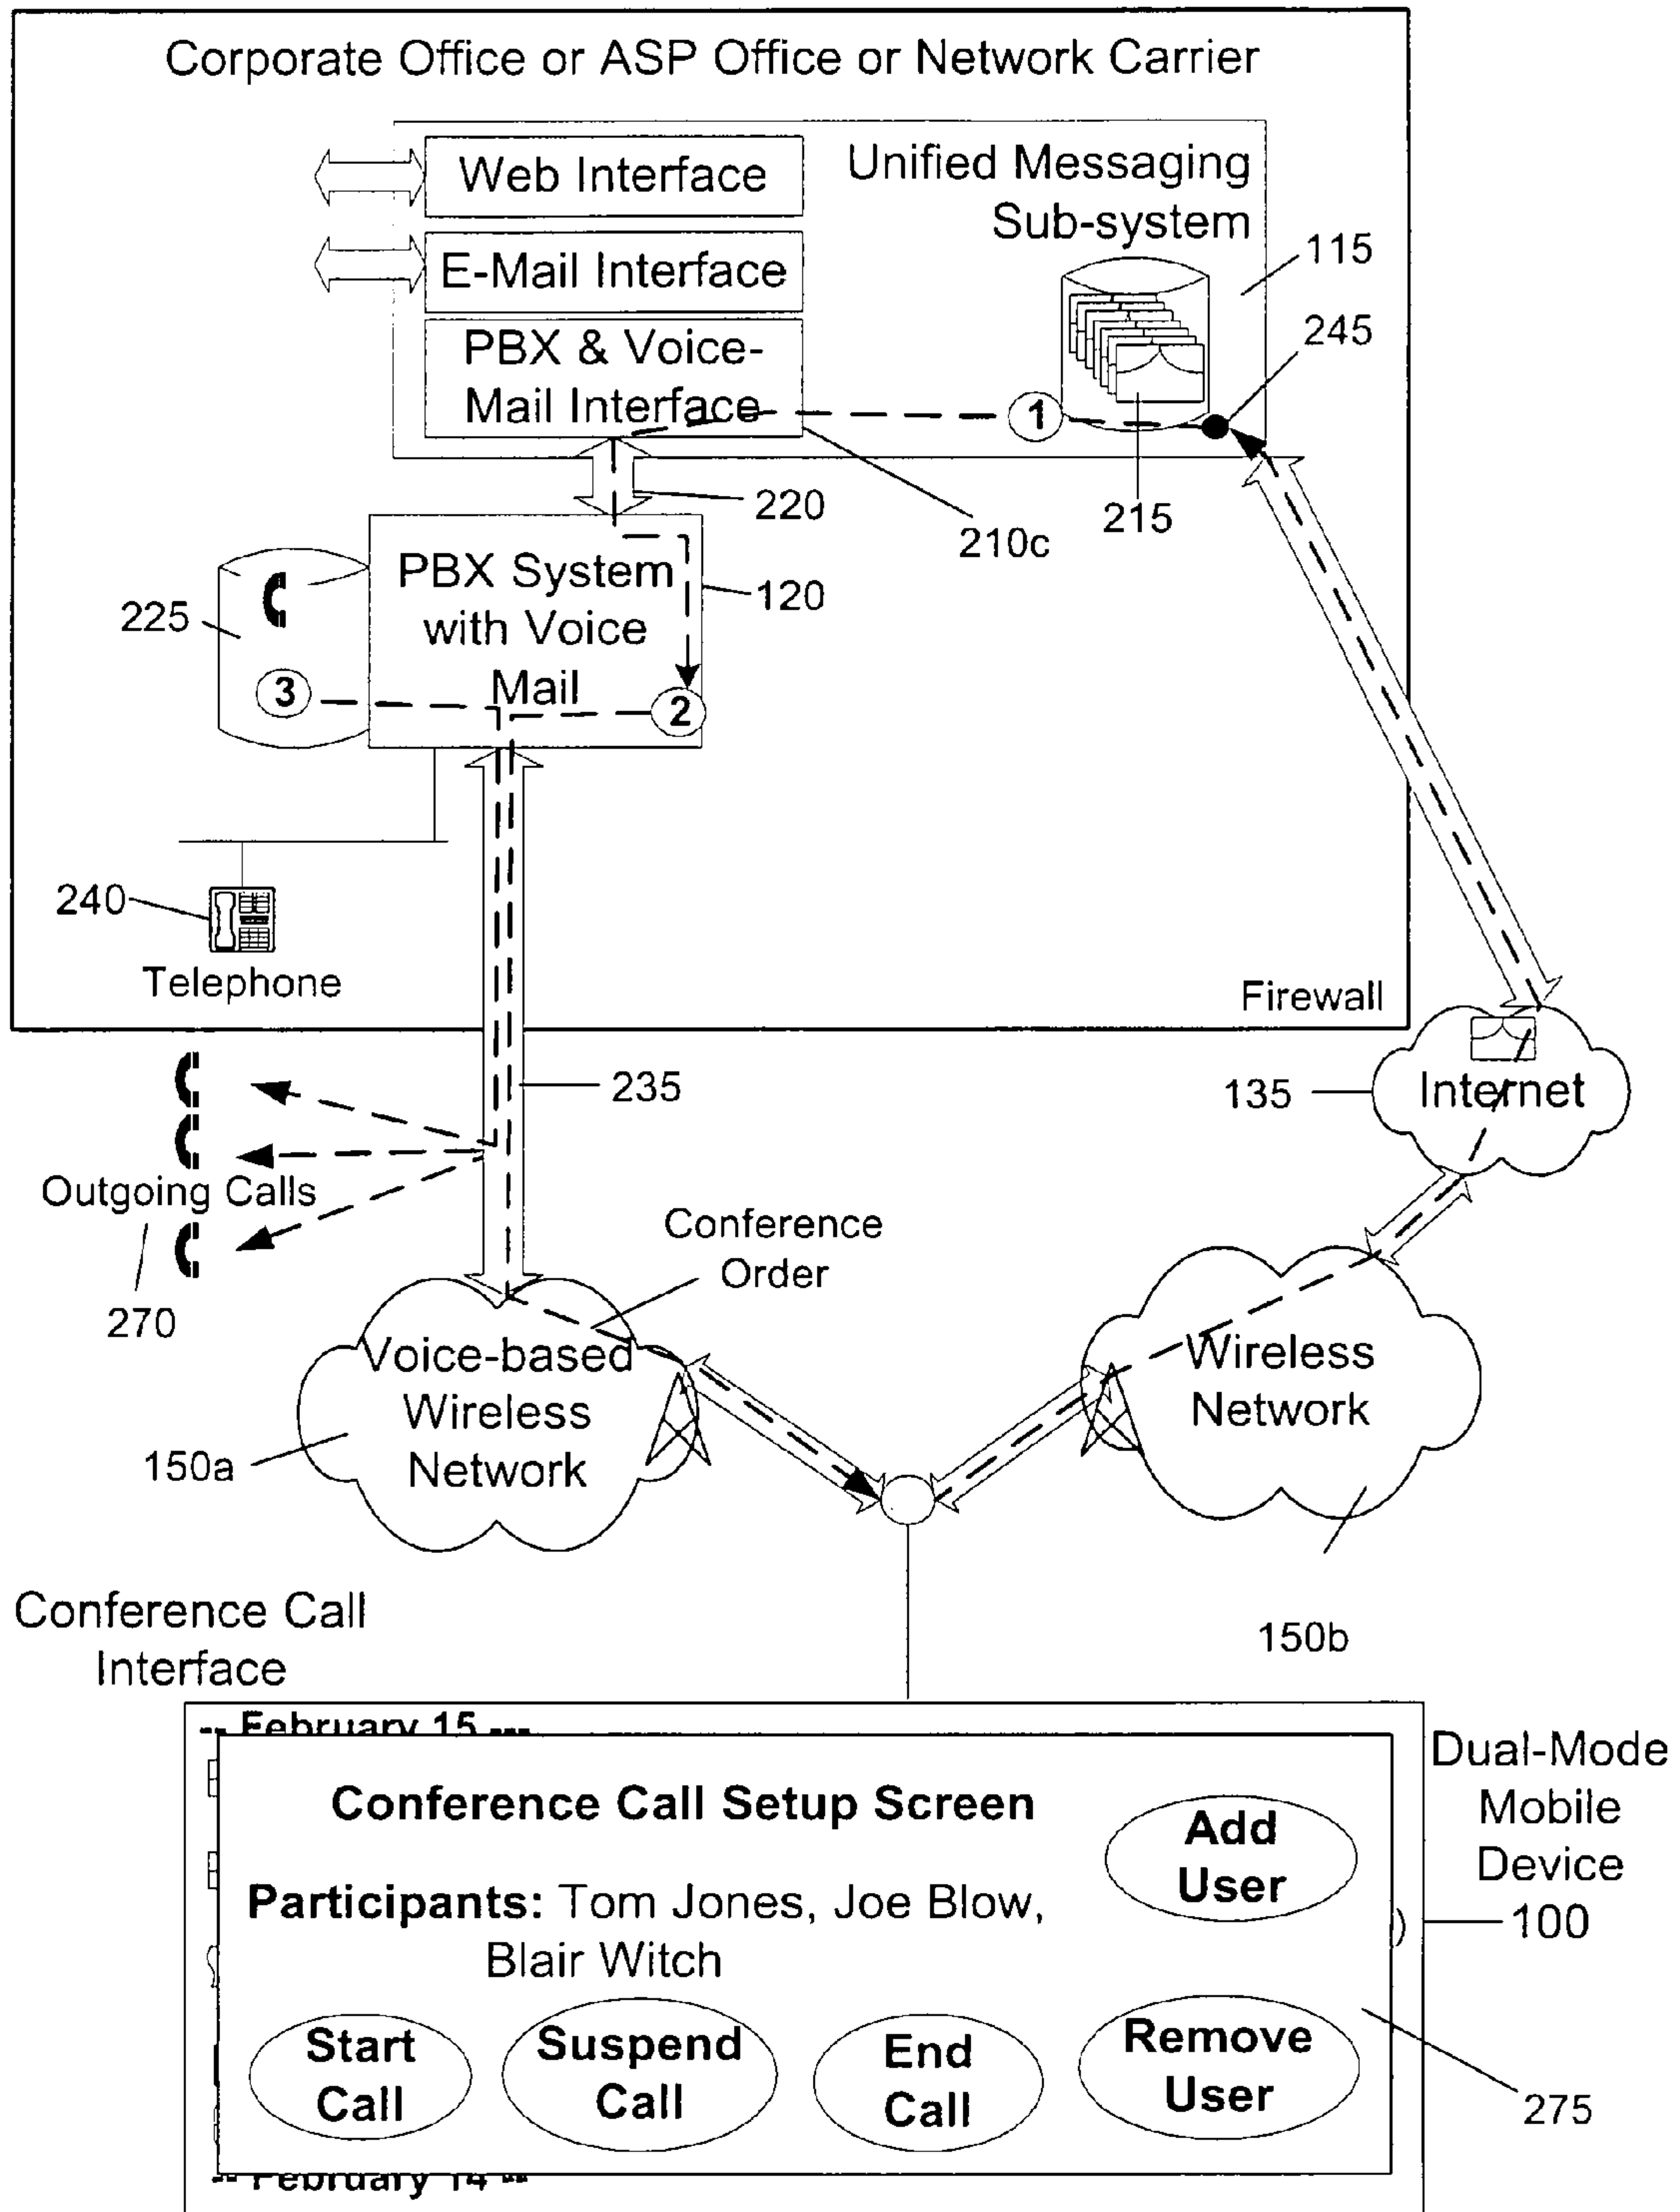 Corporate Office or ASP Office or Network Carrier
Web Interface
Unified Messaging
Sub-system
E-Mail Interface
115
PBX & Voice-
Mail Interface
245
1
220
210c
215
PBX System
with Voice
Mail
120
225
3
2
240
Telephone
Firewall
235
135
Internet
Outgoing Calls
270
Conference
Order
Voice-based
Wireless
Network
150a
Wireless
Network
150b
Conference Call
Interface
-- February 15 ---
Conference Call Setup Screen
Add
User
Dual-Mode
Mobile
Device
100
Participants: Tom Jones, Joe Blow,
Blair Witch
Start
Call
Suspend
Call
End
Call
Remove
User
275
-- February 14 --